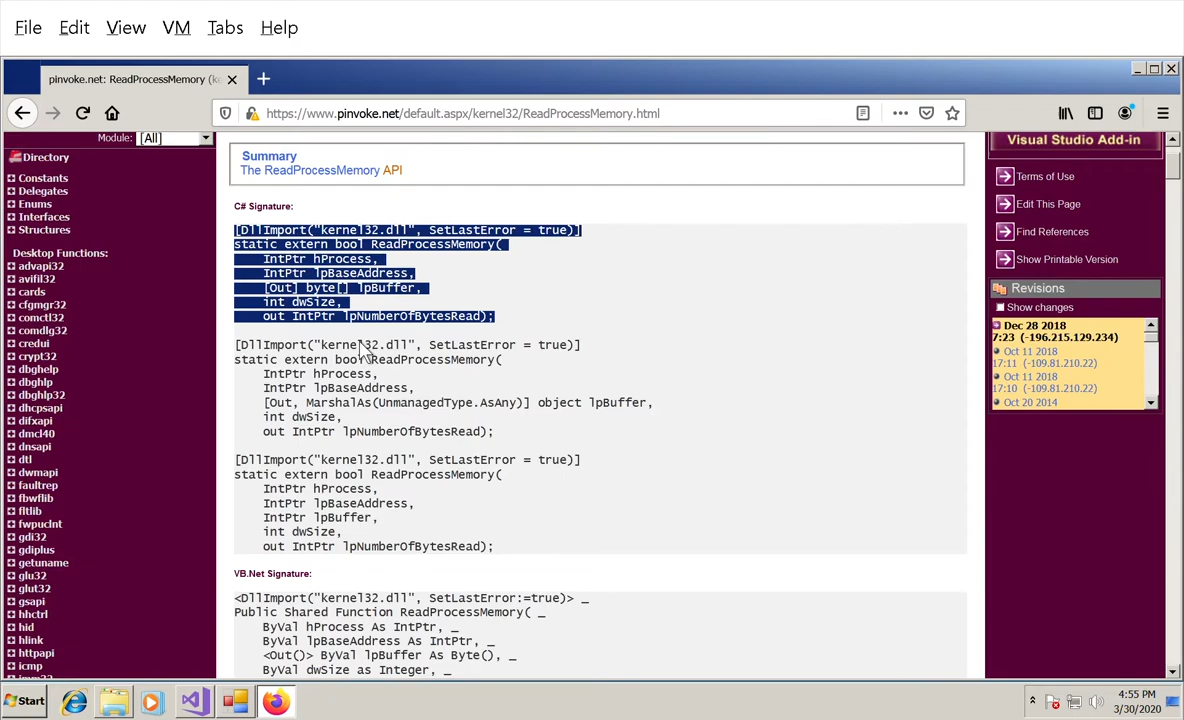 File Edit View VM Tabs Help
pinvoke.net: ReadProcessMemory (ke
https://www.pinvoke.net/default.aspx/kernel32/ReadProcessMemory.html
Module: [All]
Directory
Constants
Delegates
Enums
Interfaces
Structures
Desktop Functions:
advapi32
avifil32
cards
cfgmgr32
comctl32
comdlg32
credui
crypt32
dbghelp
dbghlp
dbghlp32
dhcpsapi
difxapi
dmcl40
dnsapi
dtl
dwmapi
faultrep
fbwflib
fltlib
fwpuclnt
gdi32
gdiplus
getuname
glu32
glut32
gsapi
hhctrl
hid
hlink
httpapi
icmp
imm32
Summary
The ReadProcessMemory API
C# Signature:
[DllImport("kernel32.dll", SetLastError = true)]
static extern bool ReadProcessMemory(
IntPtr hProcess,
IntPtr lpBaseAddress,
[Out] byte[] lpBuffer,
int dwSize,
out IntPtr lpNumberOfBytesRead);
[DllImport("kernel32.dll", SetLastError = true)]
static extern bool ReadProcessMemory(
IntPtr hProcess,
IntPtr lpBaseAddress,
[Out, MarshalAs(UnmanagedType.AsAny)] object lpBuffer,
int dwSize,
out IntPtr lpNumberOfBytesRead);
[DllImport("kernel32.dll", SetLastError = true)]
static extern bool ReadProcessMemory(
IntPtr hProcess,
IntPtr lpBaseAddress,
IntPtr lpBuffer,
int dwSize,
out IntPtr lpNumberOfBytesRead);
VB.Net Signature:
<DllImport("kernel32.dll", SetLastError:=true)> _
Public Shared Function ReadProcessMemory( _
ByVal hProcess As IntPtr, _
ByVal lpBaseAddress As IntPtr, _
<Out()> ByVal lpBuffer As Byte(), _
ByVal dwSize as Integer, _
Visual Studio Add-in
Terms of Use
Edit This Page
Find References
Show Printable Version
Revisions
Show changes
Dec 28 2018
7:23 (-196.215.129.234)
Oct 11 2018
17:11 (-109.81.210.22)
Oct 11 2018
17:10 (-109.81.210.22)
Oct 20 2014
Start
4:55 PM
3/30/2020